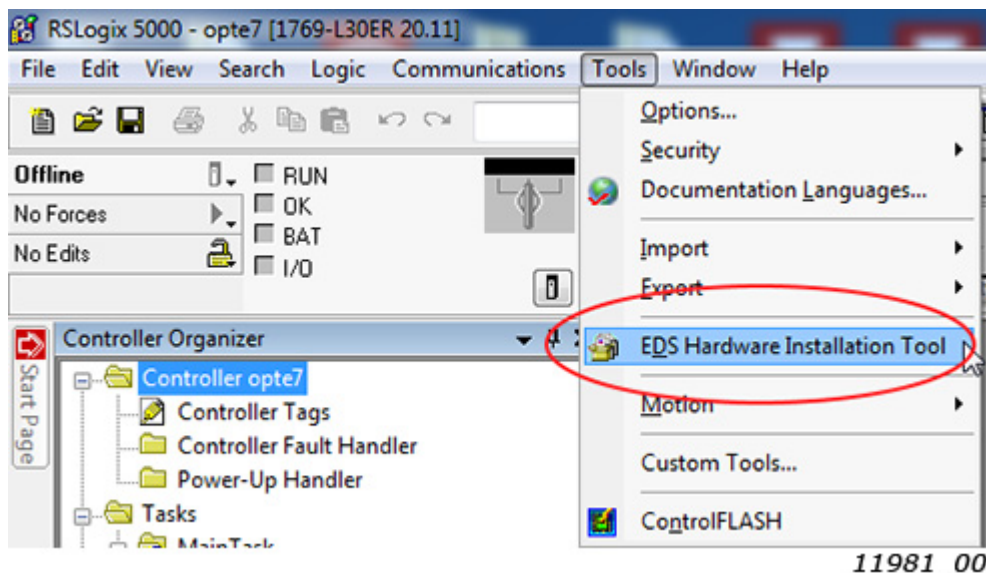 RSLogix 5000 - opte7 [1769-L30ER 20.11]
File Edit View Search Logic Communications Tools Window Help
Options...
Security
Documentation Languages...
Import
Export
EDS Hardware Installation Tool
Motion
Custom Tools...
ControlFLASH
Offline
No Forces
No Edits
RUN
OK
BAT
I/O
Start Page
Controller Organizer
Controller opte7
Controller Tags
Controller Fault Handler
Power-Up Handler
Tasks
MainTask
11981_00